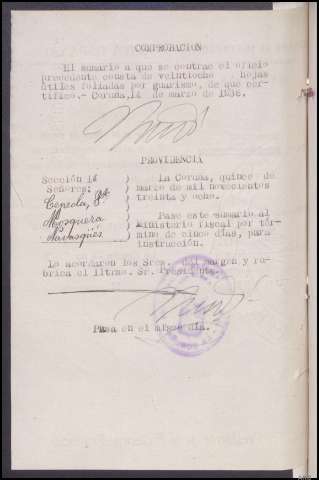 COMPROBACION
El sumario a que se contrae el oficio
precedente consta de veintiocho hojas
útiles foliadas por guarismo, de que cer-
tifico.- Coruña, 14 de marzo de 1938.
PROVIDENCIA
Sección 1ª
Señores:
Cepeda, Pte
Mosquera
Navasqüés
La Coruña, quince de
marzo de mil novecientos
treinta y ocho.
Pase este sumario al
Ministerio fiscal por tér-
mino de cinco días, para
instrucción.
Lo acordaron los Sres. del margen y ru-
brica el Iltmo. Sr. Presidente.
Pasa en el mismo día.